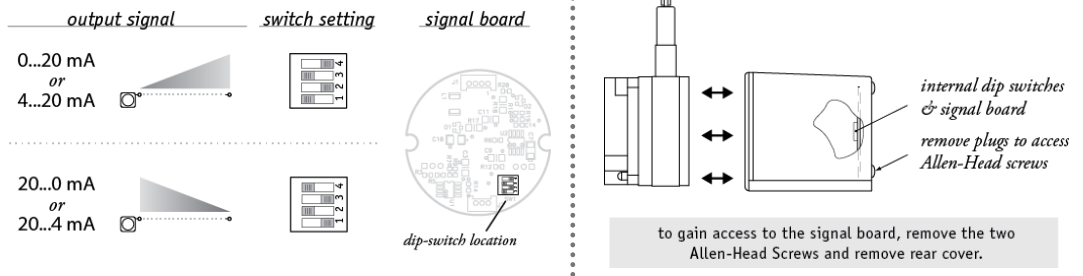 output signal
switch setting
signal board
0...20 mA
or
4...20 mA
4
3
2
1
20...0 mA
or
20...4 mA
4
3
2
1
dip-switch location
internal dip switches
& signal board
remove plugs to access
Allen-Head screws
to gain access to the signal board, remove the two
Allen-Head Screws and remove rear cover.